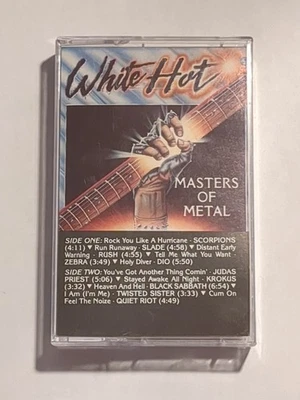 White Hot
MASTERS
OF
METAL
SIDE ONE: Rock You Like A Hurricane · SCORPIONS
(4:11) ▼ Run Runaway · SLADE (4:58) ▼ Distant Early
Warning · RUSH (4:55) ▼ Tell Me What You Want ·
ZEBRA (3:49) ▼ Holy Diver · DIO (5:50)
SIDE TWO: You've Got Another Thing Comin' · JUDAS
PRIEST (5:06) ▼ Stayed Awake All Night · KROKUS
(3:32) ▼ Heaven And Hell · BLACK SABBATH (6:54) ▼
I Am (I'm Me) · TWISTED SISTER (3:33) ▼ Cum On
Feel The Noize · QUIET RIOT (4:49)